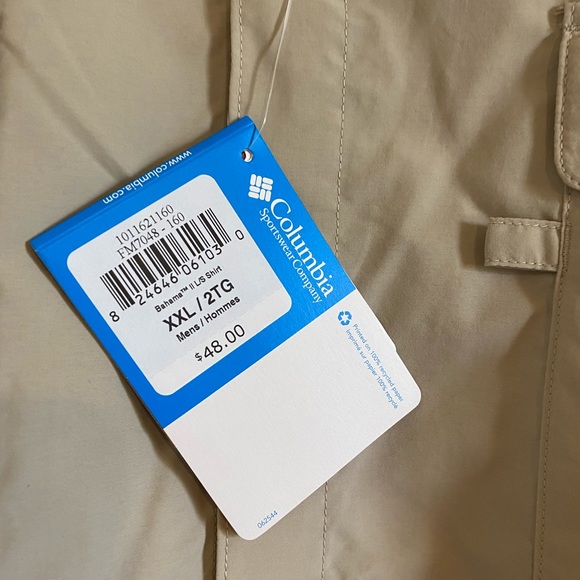 www.columbia.com
1011621160
FM7048 - 160
8 24646 06103 0
Bahama™ II L/S Shirt
XXL / 2TG
Mens / Hommes
$48.00
Columbia
Sportswear Company
Printed on 100% recycled paper
Imprimé sur papier 100% recyclé
062544